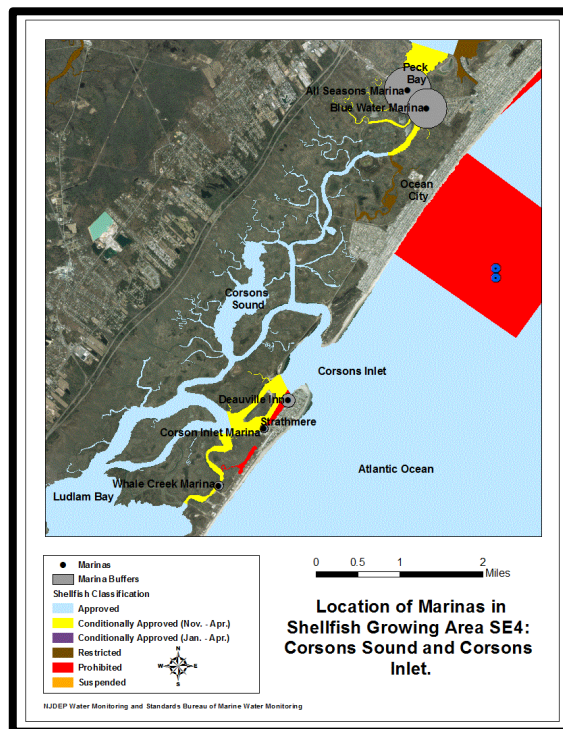 Peck
Bay
All Seasons Marina
Blue Water Marina
Ocean
City
Corsons
Sound
Corsons Inlet
Deauville Inn
Strathmere
Corson Inlet Marina
Atlantic Ocean
Whale Creek Marina
Ludlam Bay
Marinas
Marina Buffers
Shellfish Classification
Approved
Conditionally Approved (Nov. - Apr.)
Conditionally Approved (Jan. - Apr.)
Restricted
Prohibited
Suspended
N
W E
S
0 0.5 1 2
Miles
Location of Marinas in
Shellfish Growing Area SE4:
Corsons Sound and Corsons
Inlet.
NJDEP Water Monitoring and Standards Bureau of Marine Water Monitoring